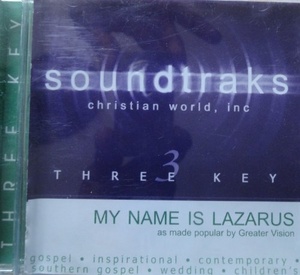 THREE KEY
soundtraks
christian world, inc
3
THREE KEY
MY NAME IS LAZARUS
as made popular by Greater Vision
gospel • inspirational • contemporary •
southern gospel • wedding • children's